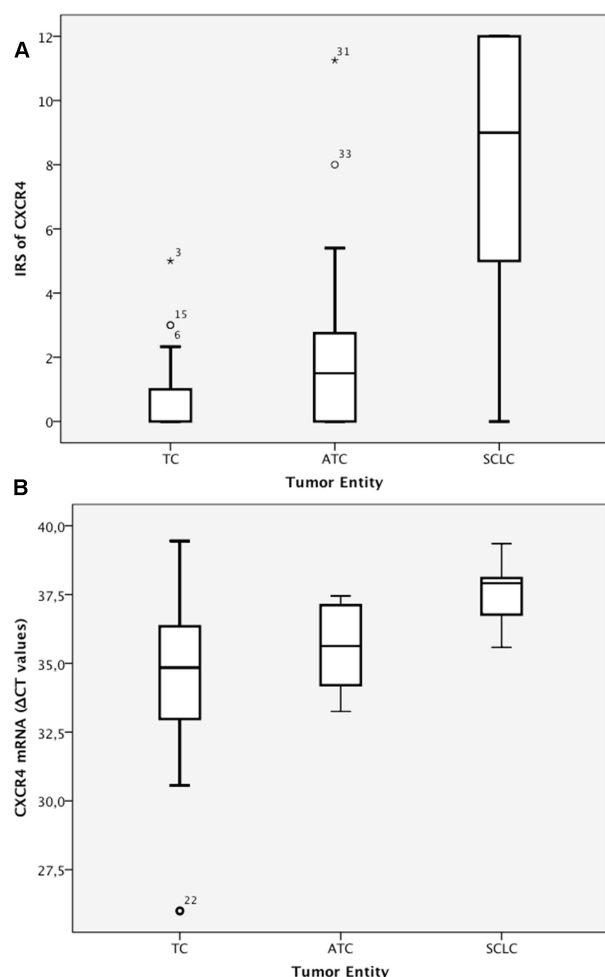 A
12
10
8
6
4
2
0
IRS of CXCR4
3
15
6
31
33
TC ATC SCLC
Tumor Entity
B
40,0
37,5
35,0
32,5
30,0
27,5
CXCR4 mRNA (ΔCT values)
22
TC ATC SCLC
Tumor Entity